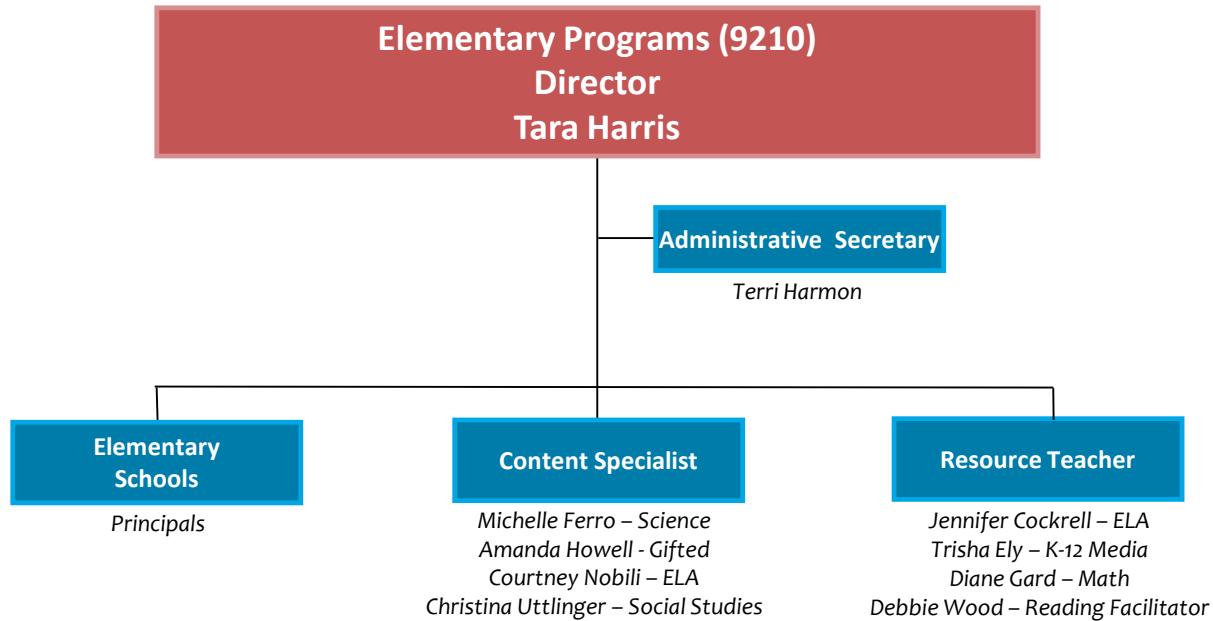 Elementary Programs (9210)
Director
Tara Harris
Administrative Secretary
Terri Harmon
Elementary
Schools
Principals
Content Specialist
Michelle Ferro – Science
Amanda Howell - Gifted
Courtney Nobili – ELA
Christina Uttlinger – Social Studies
Resource Teacher
Jennifer Cockrell – ELA
Trisha Ely – K-12 Media
Diane Gard – Math
Debbie Wood – Reading Facilitator